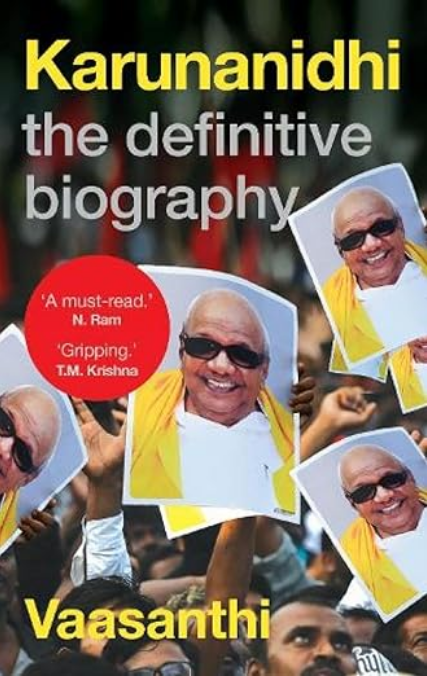 Karunanidhi
the definitive
biography
‘A must-read.’
N. Ram
‘Gripping.’
T.M. Krishna
Vaasanthi